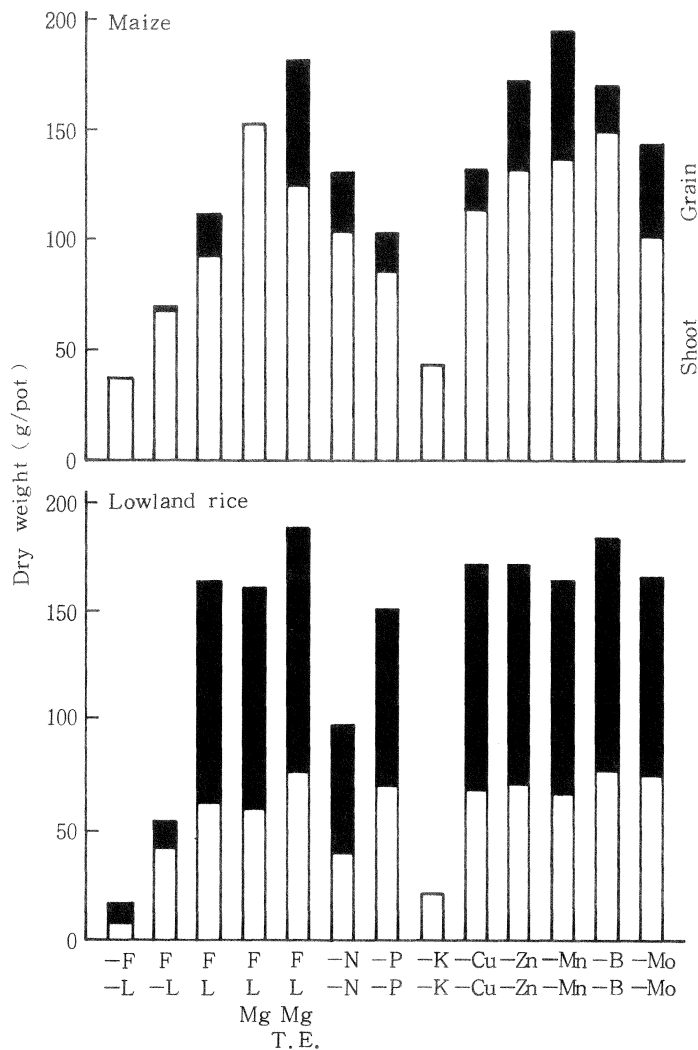 200
Maize
150
100
50
0
Grain
Shoot
Dry weight (g/pot)
200
Lowland rice
150
100
50
0
−F F F F F −N −P −K −Cu −Zn −Mn −B −Mo
−L −L L L L −N −P −K −Cu −Zn −Mn −B −Mo
Mg Mg
T.E.